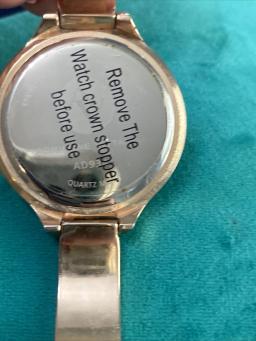 Remove The
Watch crown stopper
before use
QUARTZ